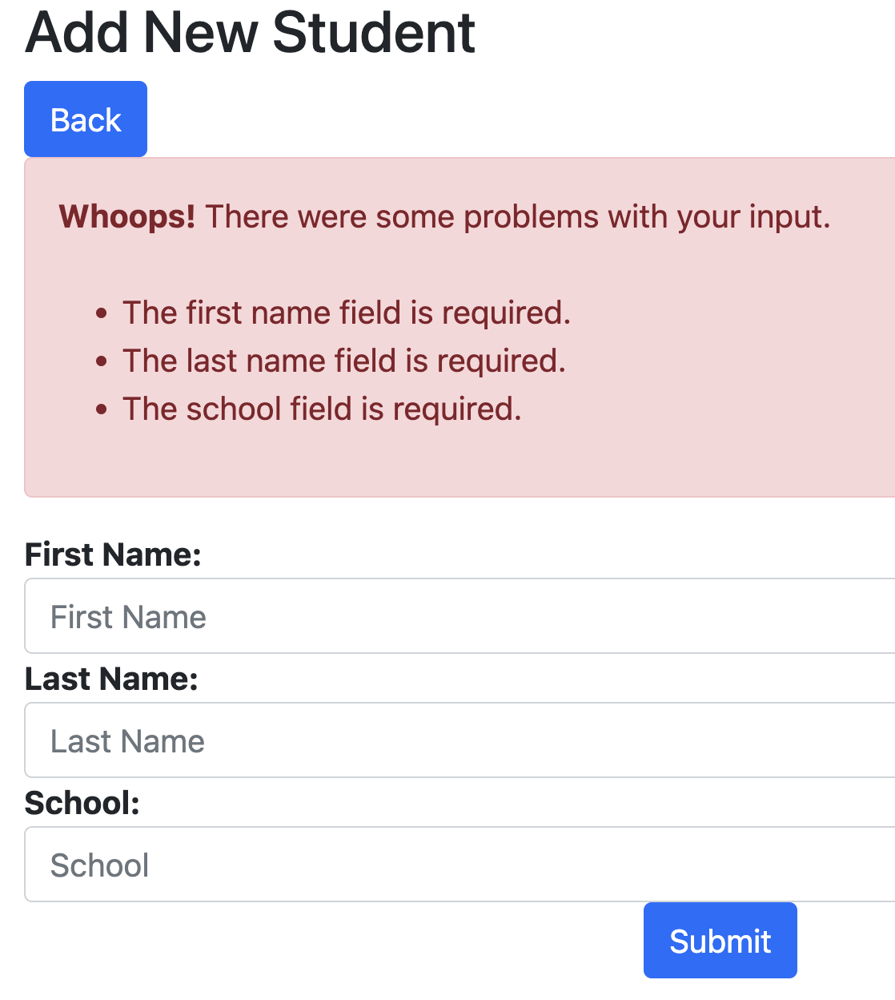 Add New Student
Back
Whoops! There were some problems with your input.
• The first name field is required.
• The last name field is required.
• The school field is required.
First Name:
First Name
Last Name:
Last Name
School:
School
Submit